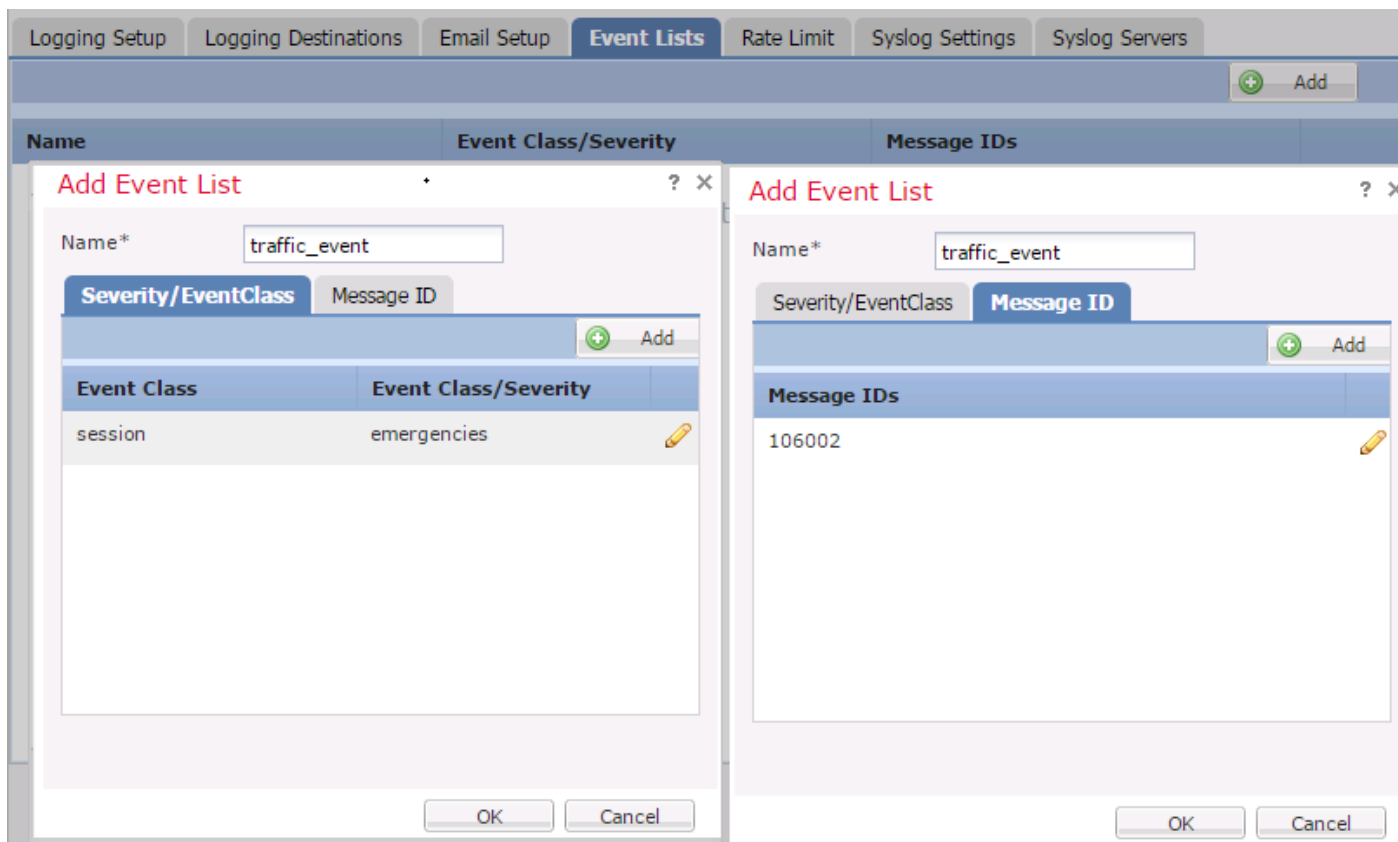 Logging Setup Logging Destinations Email Setup Event Lists Rate Limit Syslog Settings Syslog Servers
Add
Name Event Class/Severity Message IDs
Add Event List ?
Name* traffic_event
Severity/EventClass Message ID
Add
Event Class Event Class/Severity
session emergencies
OK Cancel
Add Event List ?
Name* traffic_event
Severity/EventClass Message ID
Add
Message IDs
106002
OK Cancel